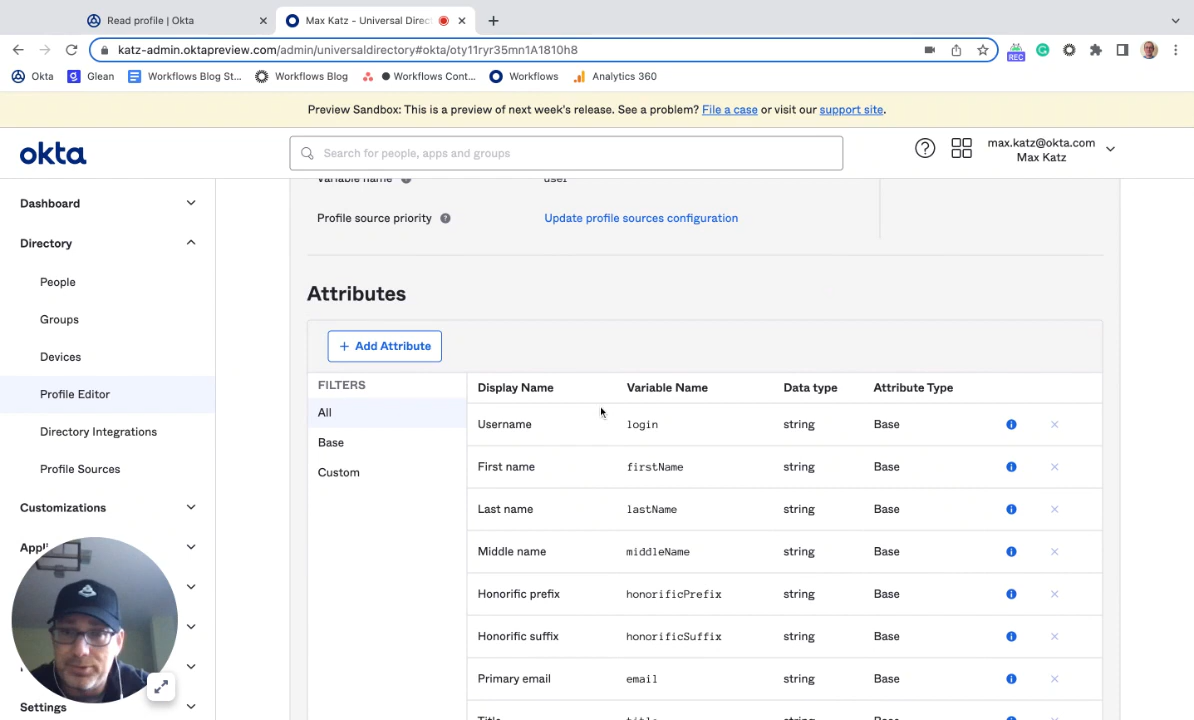 Read profile | Okta
Max Katz - Universal Direc
katz-admin.oktapreview.com/admin/universaldirectory#okta/oty11ryr35mn1A1810h8
REC
Okta
Glean
Workflows Blog St...
Workflows Blog
Workflows Cont...
Workflows
Analytics 360
Preview Sandbox: This is a preview of next week's release. See a problem? File a case or visit our support site.
okta
Search for people, apps and groups
max.katz@okta.com
Max Katz
Dashboard
Directory
People
Groups
Devices
Profile Editor
Directory Integrations
Profile Sources
Customizations
Appl
Settings
Variable name
user
Profile source priority
Update profile sources configuration
Attributes
+ Add Attribute
FILTERS
All
Base
Custom
Display Name Variable Name Data type Attribute Type
Username login string Base
First name firstName string Base
Last name lastName string Base
Middle name middleName string Base
Honorific prefix honorificPrefix string Base
Honorific suffix honorificSuffix string Base
Primary email email string Base
Title title string Base